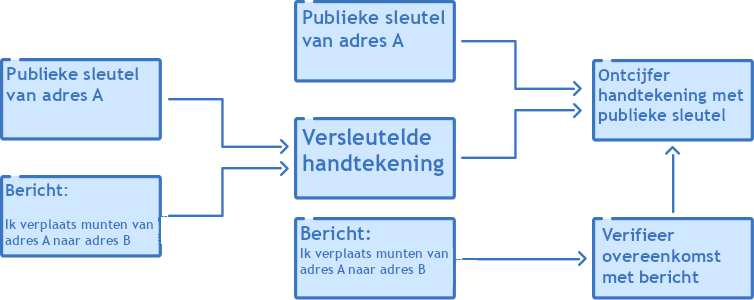 Publieke sleutel
van adres A
Bericht:
Ik verplaats munten van
adres A naar adres B
Publieke sleutel
van adres A
Versleutelde
handtekening
Bericht:
Ik verplaats munten van
adres A naar adres B
Ontcijfer
handtekening met
publieke sleutel
Verifieer
overeenkomst
met bericht